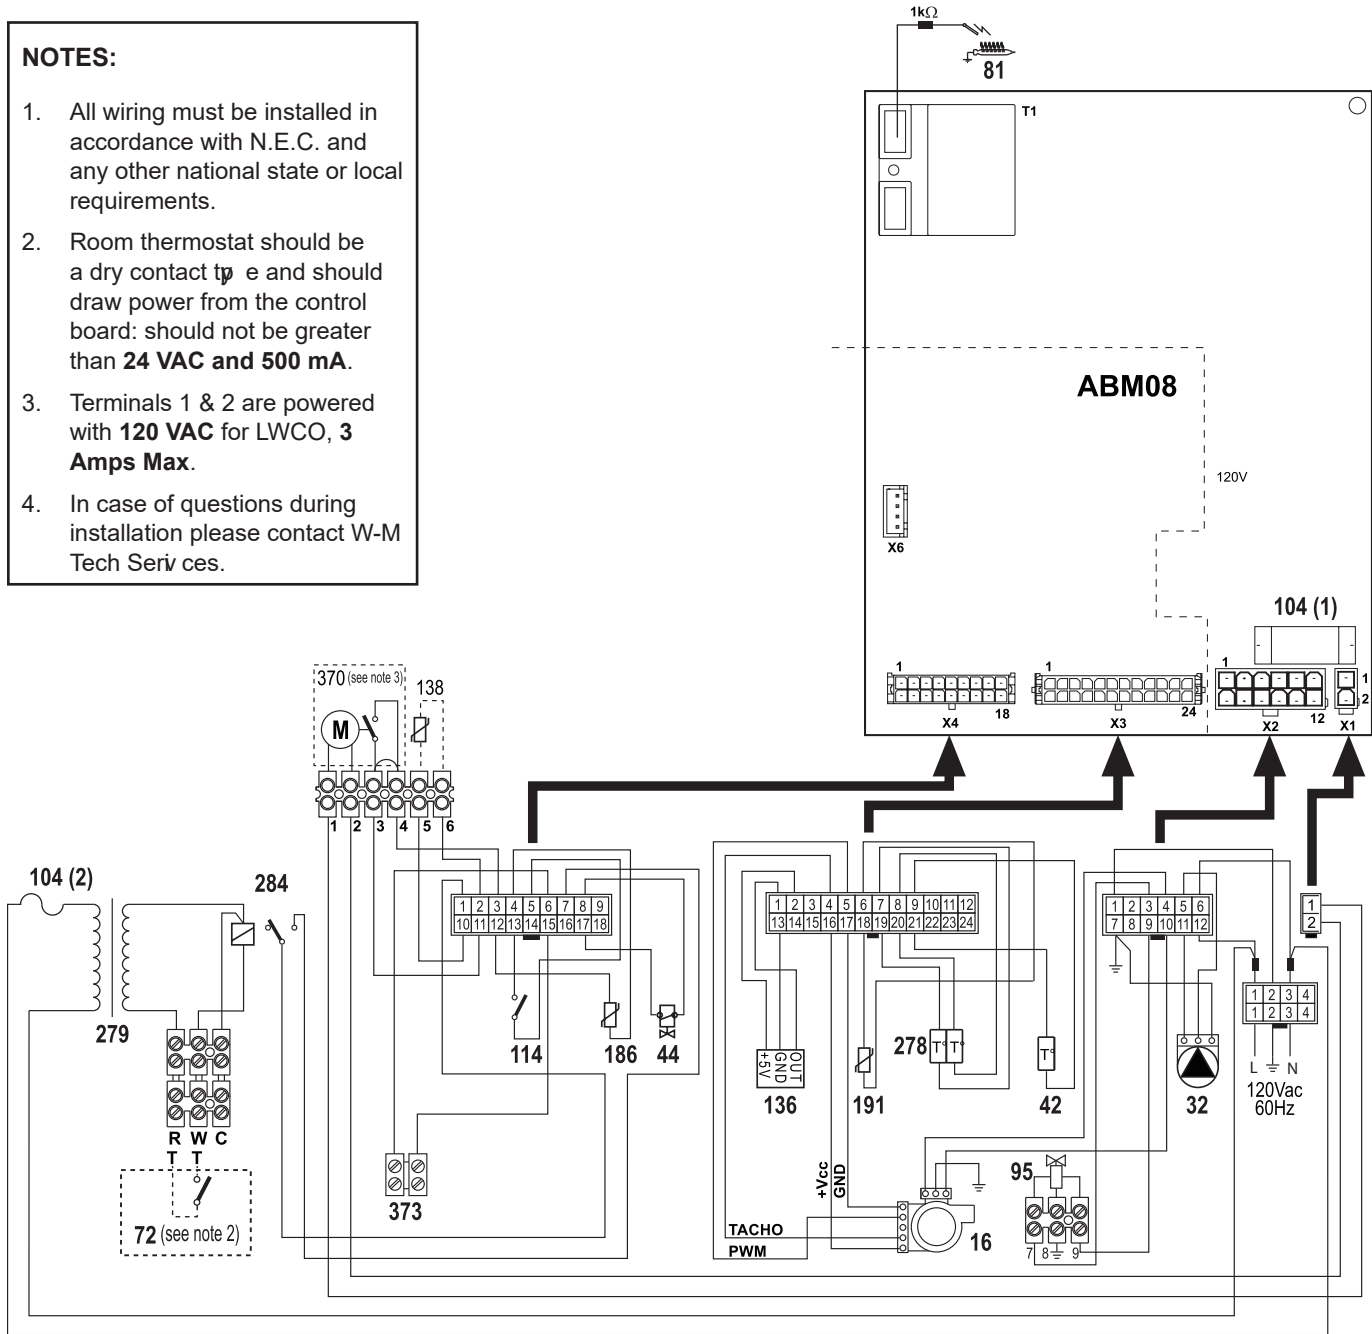 NOTES:
1. All wiring must be installed in
accordance with N.E.C. and
any other national state or local
requirements.
2. Room thermostat should be
a dry contact type and should
draw power from the control
board: should not be greater
than 24 VAC and 500 mA.
3. Terminals 1 & 2 are powered
with 120 VAC for LWCO, 3
Amps Max.
4. In case of questions during
installation please contact W-M
Tech Services.
1kΩ
81
T1
ABM08
120V
X6
104 (1)
1
18
X4
1
24
X3
1
12
X2
1
2
X1
370 (see note 3)
138
M
1 2 3 4 5 6
104 (2)
284
279
R W C
T T
72 (see note 2)
1 2 3 4 5 6 7 8 9
10 11 12 13 14 15 16 17 18
114
186
44
373
1 2 3 4 5 6 7 8 9 10 11 12
13 14 15 16 17 18 19 20 21 22 23 24
+5V
GND
OUT
136
191
278
T° T°
T°
42
1 2 3 4 5 6
7 8 9 10 11 12
1
2
1 2 3 4
1 2 3 4
L N
120Vac
60Hz
32
+Vcc
GND
TACHO
PWM
16
95
7 8 9